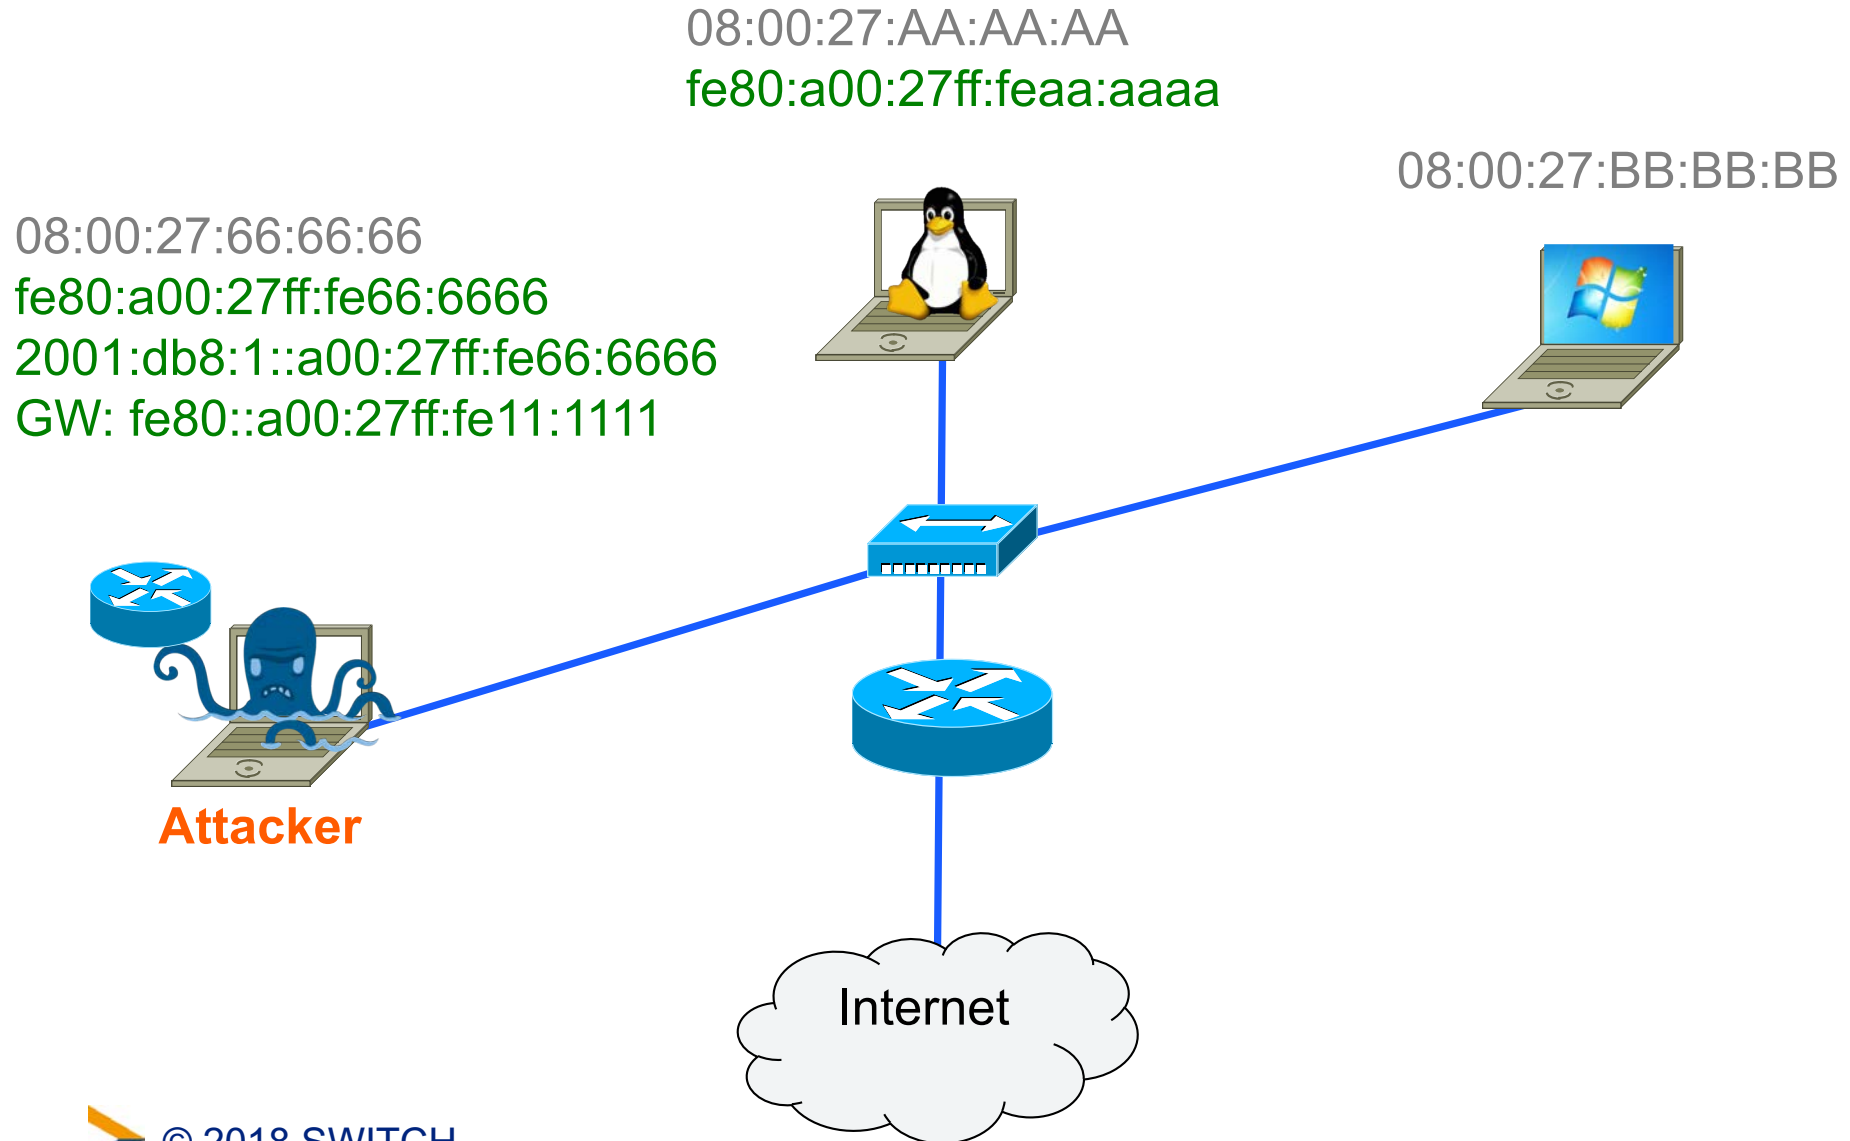 08:00:27:AA:AA:AA
fe80:a00:27ff:feaa:aaaa
08:00:27:BB:BB:BB
08:00:27:66:66:66
fe80:a00:27ff:fe66:6666
2001:db8:1::a00:27ff:fe66:6666
GW: fe80::a00:27ff:fe11:1111
Attacker
Internet
© 2018 SWITCH